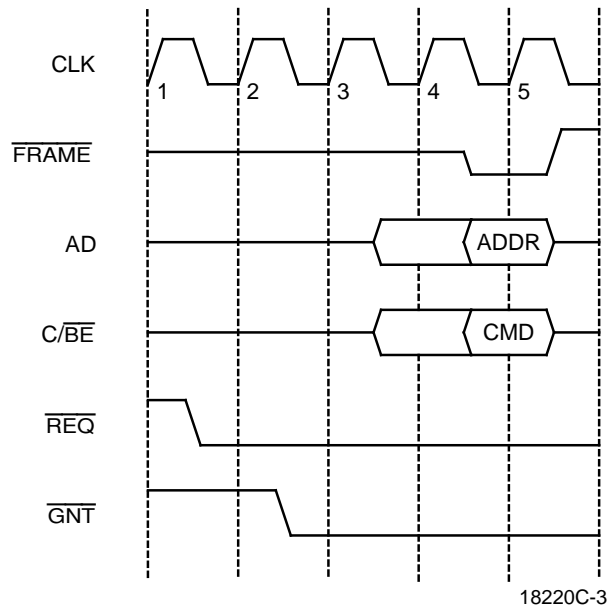 CLK
1 2 3 4 5
FRAME
AD
ADDR
C/BE
CMD
REQ
GNT
18220C-3